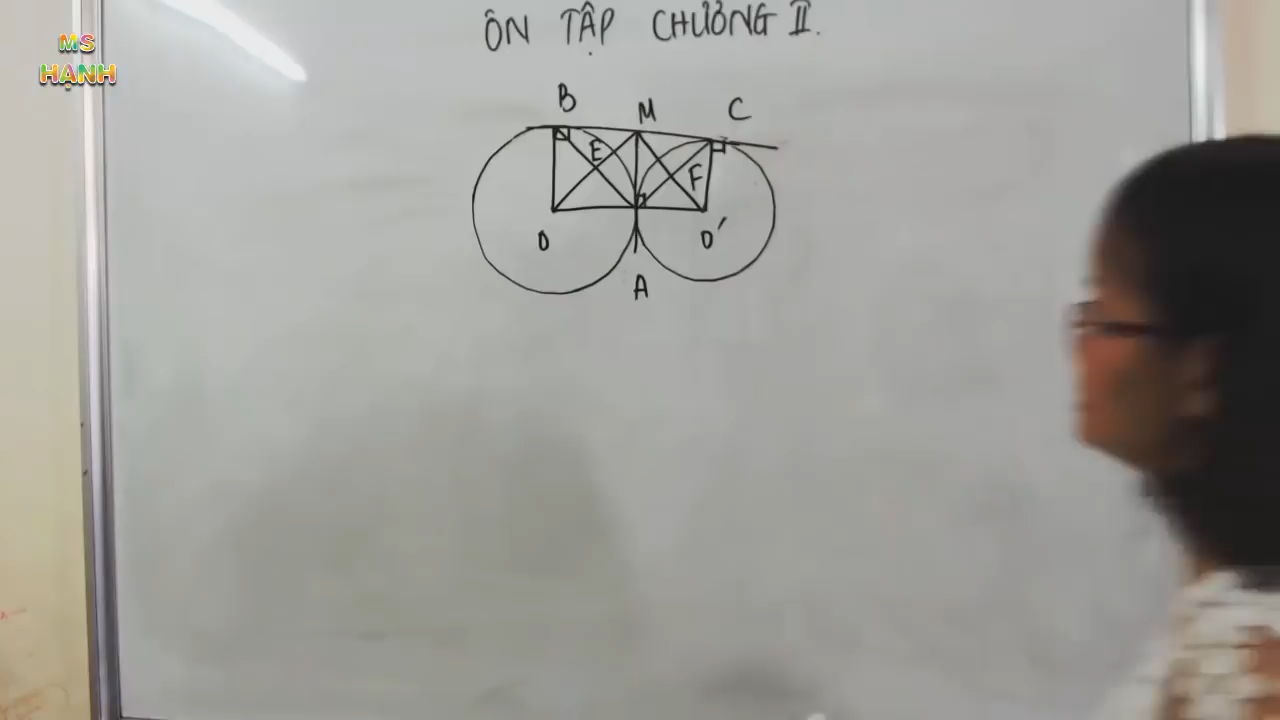 MS
HẠNH
ÔN TẬP CHƯƠNG II.
B M C
E
F
O O'
A